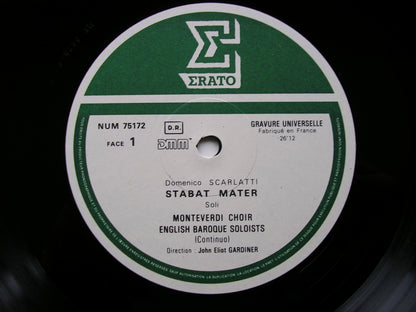 ΣRATO
NUM 75172
D.R.
GRAVURE UNIVERSELLE
Fabriqué en France
FACE 1
DMM
26'12
Domenico SCARLATTI
STABAT MATER
Soli
MONTEVERDI CHOIR
ENGLISH BAROQUE SOLOISTS
(Continuo)
Direction : John Eliot GARDINER